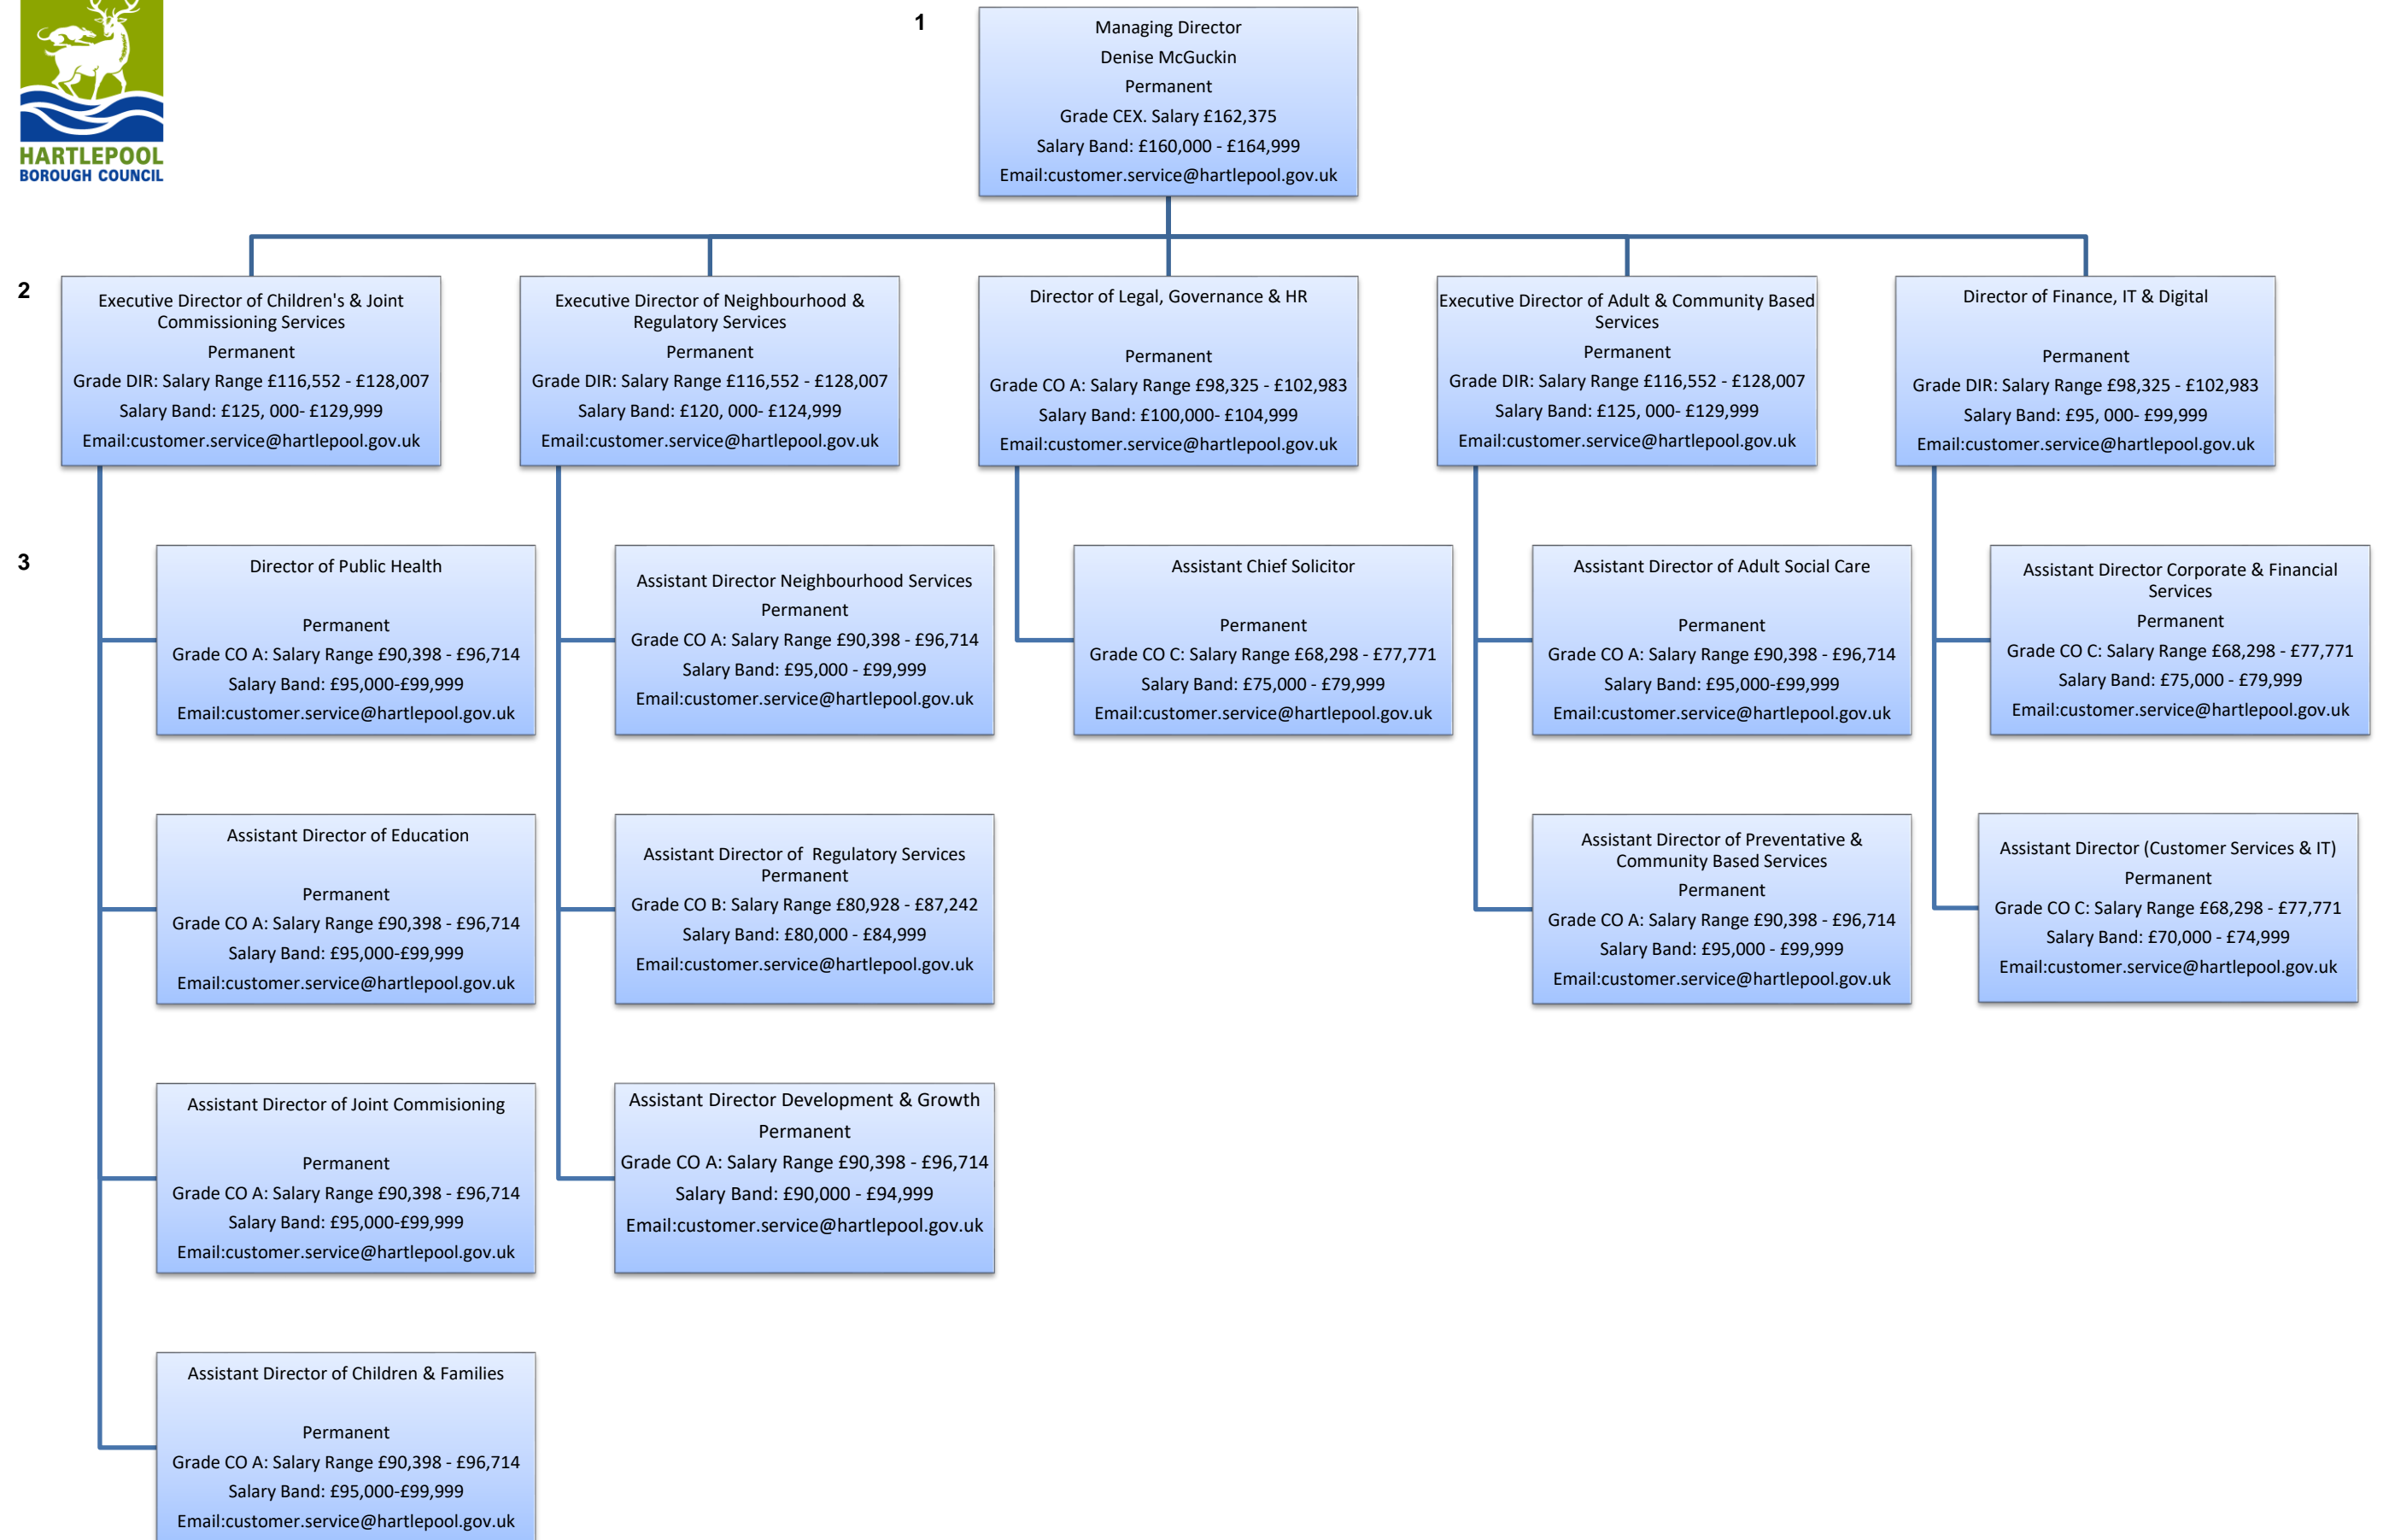 HARTLEPOOL
BOROUGH COUNCIL
1
Managing Director
Denise McGuckin
Permanent
Grade CEX. Salary £162,375
Salary Band: £160,000 - £164,999
Email:customer.service@hartlepool.gov.uk
2
Executive Director of Children's & Joint
Commissioning Services
Permanent
Grade DIR: Salary Range £116,552 - £128,007
Salary Band: £125, 000- £129,999
Email:customer.service@hartlepool.gov.uk
Executive Director of Neighbourhood &
Regulatory Services
Permanent
Grade DIR: Salary Range £116,552 - £128,007
Salary Band: £120, 000- £124,999
Email:customer.service@hartlepool.gov.uk
Director of Legal, Governance & HR
Permanent
Grade CO A: Salary Range £98,325 - £102,983
Salary Band: £100,000- £104,999
Email:customer.service@hartlepool.gov.uk
Executive Director of Adult & Community Based
Services
Permanent
Grade DIR: Salary Range £116,552 - £128,007
Salary Band: £125, 000- £129,999
Email:customer.service@hartlepool.gov.uk
Director of Finance, IT & Digital
Permanent
Grade DIR: Salary Range £98,325 - £102,983
Salary Band: £95, 000- £99,999
Email:customer.service@hartlepool.gov.uk
3
Director of Public Health
Permanent
Grade CO A: Salary Range £90,398 - £96,714
Salary Band: £95,000-£99,999
Email:customer.service@hartlepool.gov.uk
Assistant Director Neighbourhood Services
Permanent
Grade CO A: Salary Range £90,398 - £96,714
Salary Band: £95,000 - £99,999
Email:customer.service@hartlepool.gov.uk
Assistant Chief Solicitor
Permanent
Grade CO C: Salary Range £68,298 - £77,771
Salary Band: £75,000 - £79,999
Email:customer.service@hartlepool.gov.uk
Assistant Director of Adult Social Care
Permanent
Grade CO A: Salary Range £90,398 - £96,714
Salary Band: £95,000-£99,999
Email:customer.service@hartlepool.gov.uk
Assistant Director Corporate & Financial
Services
Permanent
Grade CO C: Salary Range £68,298 - £77,771
Salary Band: £75,000 - £79,999
Email:customer.service@hartlepool.gov.uk
Assistant Director of Education
Permanent
Grade CO A: Salary Range £90,398 - £96,714
Salary Band: £95,000-£99,999
Email:customer.service@hartlepool.gov.uk
Assistant Director of  Regulatory Services
Permanent
Grade CO B: Salary Range £80,928 - £87,242
Salary Band: £80,000 - £84,999
Email:customer.service@hartlepool.gov.uk
Assistant Director of Preventative &
Community Based Services
Permanent
Grade CO A: Salary Range £90,398 - £96,714
Salary Band: £95,000 - £99,999
Email:customer.service@hartlepool.gov.uk
Assistant Director (Customer Services & IT)
Permanent
Grade CO C: Salary Range £68,298 - £77,771
Salary Band: £70,000 - £74,999
Email:customer.service@hartlepool.gov.uk
Assistant Director of Joint Commisioning
Permanent
Grade CO A: Salary Range £90,398 - £96,714
Salary Band: £95,000-£99,999
Email:customer.service@hartlepool.gov.uk
Assistant Director Development & Growth
Permanent
Grade CO A: Salary Range £90,398 - £96,714
Salary Band: £90,000 - £94,999
Email:customer.service@hartlepool.gov.uk
Assistant Director of Children & Families
Permanent
Grade CO A: Salary Range £90,398 - £96,714
Salary Band: £95,000-£99,999
Email:customer.service@hartlepool.gov.uk